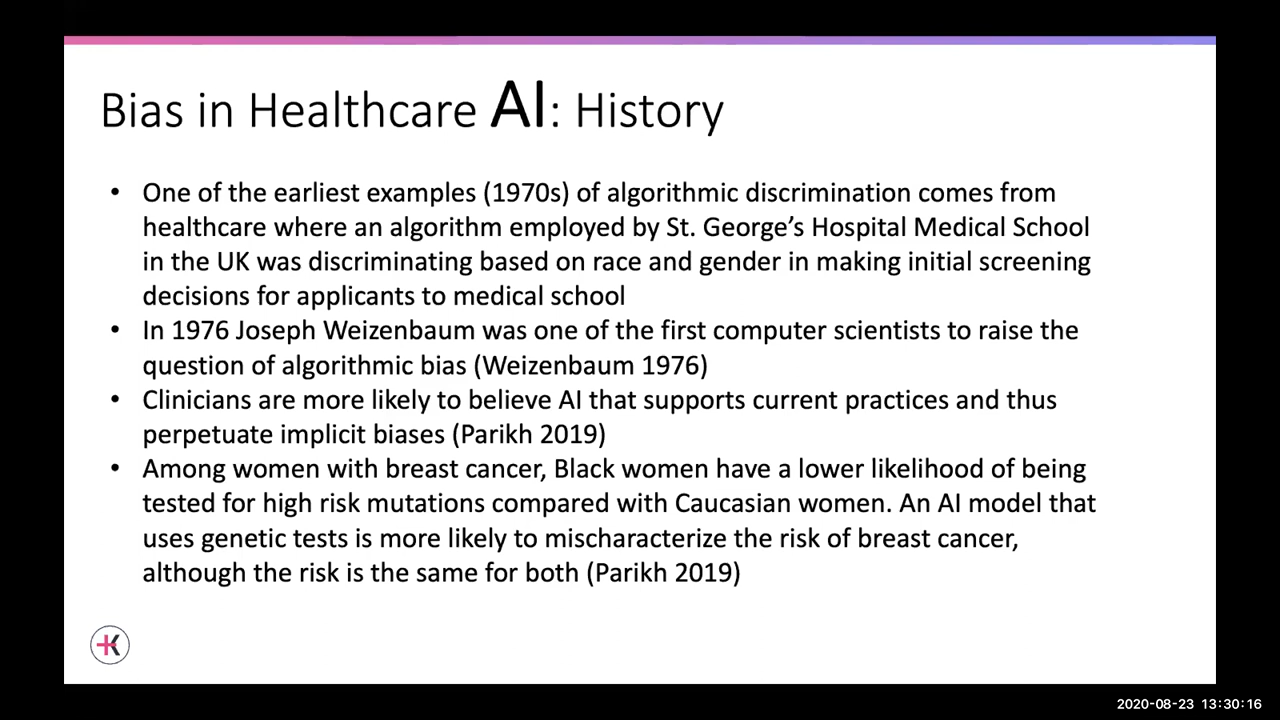 Bias in Healthcare AI: History
• One of the earliest examples (1970s) of algorithmic discrimination comes from
healthcare where an algorithm employed by St. George’s Hospital Medical School
in the UK was discriminating based on race and gender in making initial screening
decisions for applicants to medical school
• In 1976 Joseph Weizenbaum was one of the first computer scientists to raise the
question of algorithmic bias (Weizenbaum 1976)
• Clinicians are more likely to believe AI that supports current practices and thus
perpetuate implicit biases (Parikh 2019)
• Among women with breast cancer, Black women have a lower likelihood of being
tested for high risk mutations compared with Caucasian women. An AI model that
uses genetic tests is more likely to mischaracterize the risk of breast cancer,
although the risk is the same for both (Parikh 2019)
K
2020-08-23 13:30:16